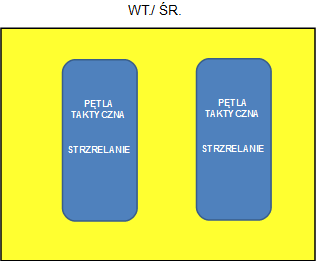 WT./ ŚR.
PĘTLA
TAKTYCZNA
STRZRELANIE
PĘTLA
TAKTYCZNA
STRZRELANIE